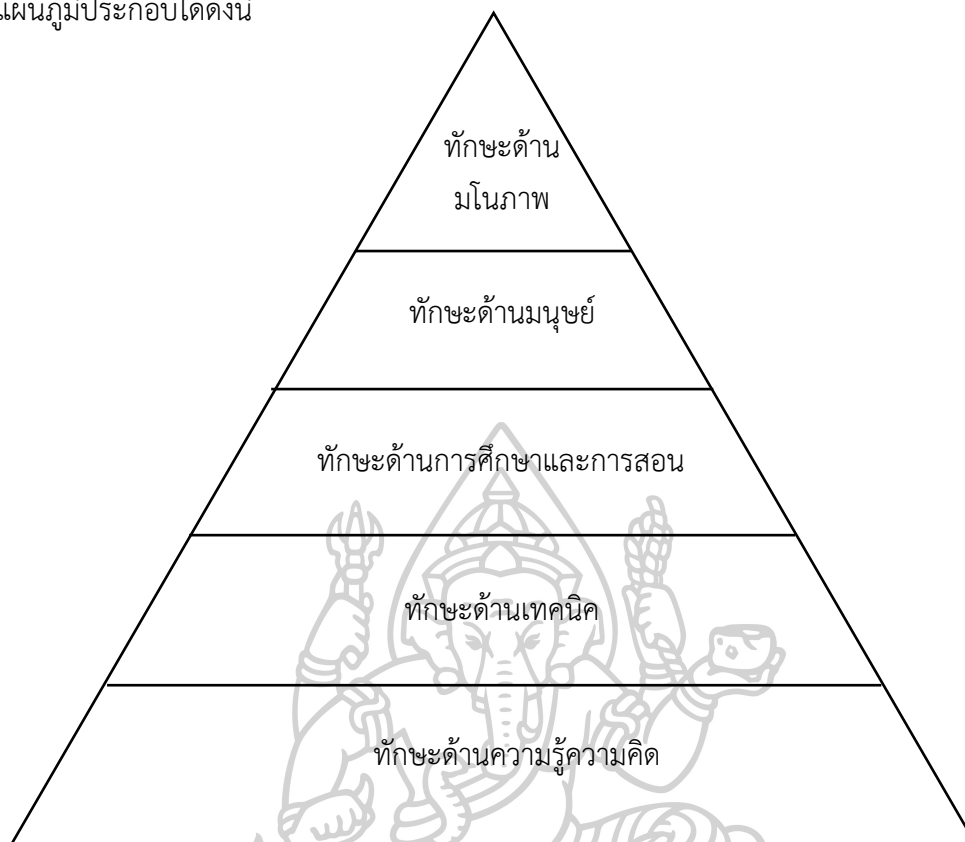 แผนภูมิประกอบได้ดังนี้
ทักษะด้าน
มโนภาพ
ทักษะด้านมนุษย์
ทักษะด้านการศึกษาและการสอน
ทักษะด้านเทคนิค
ทักษะด้านความรู้ความคิด